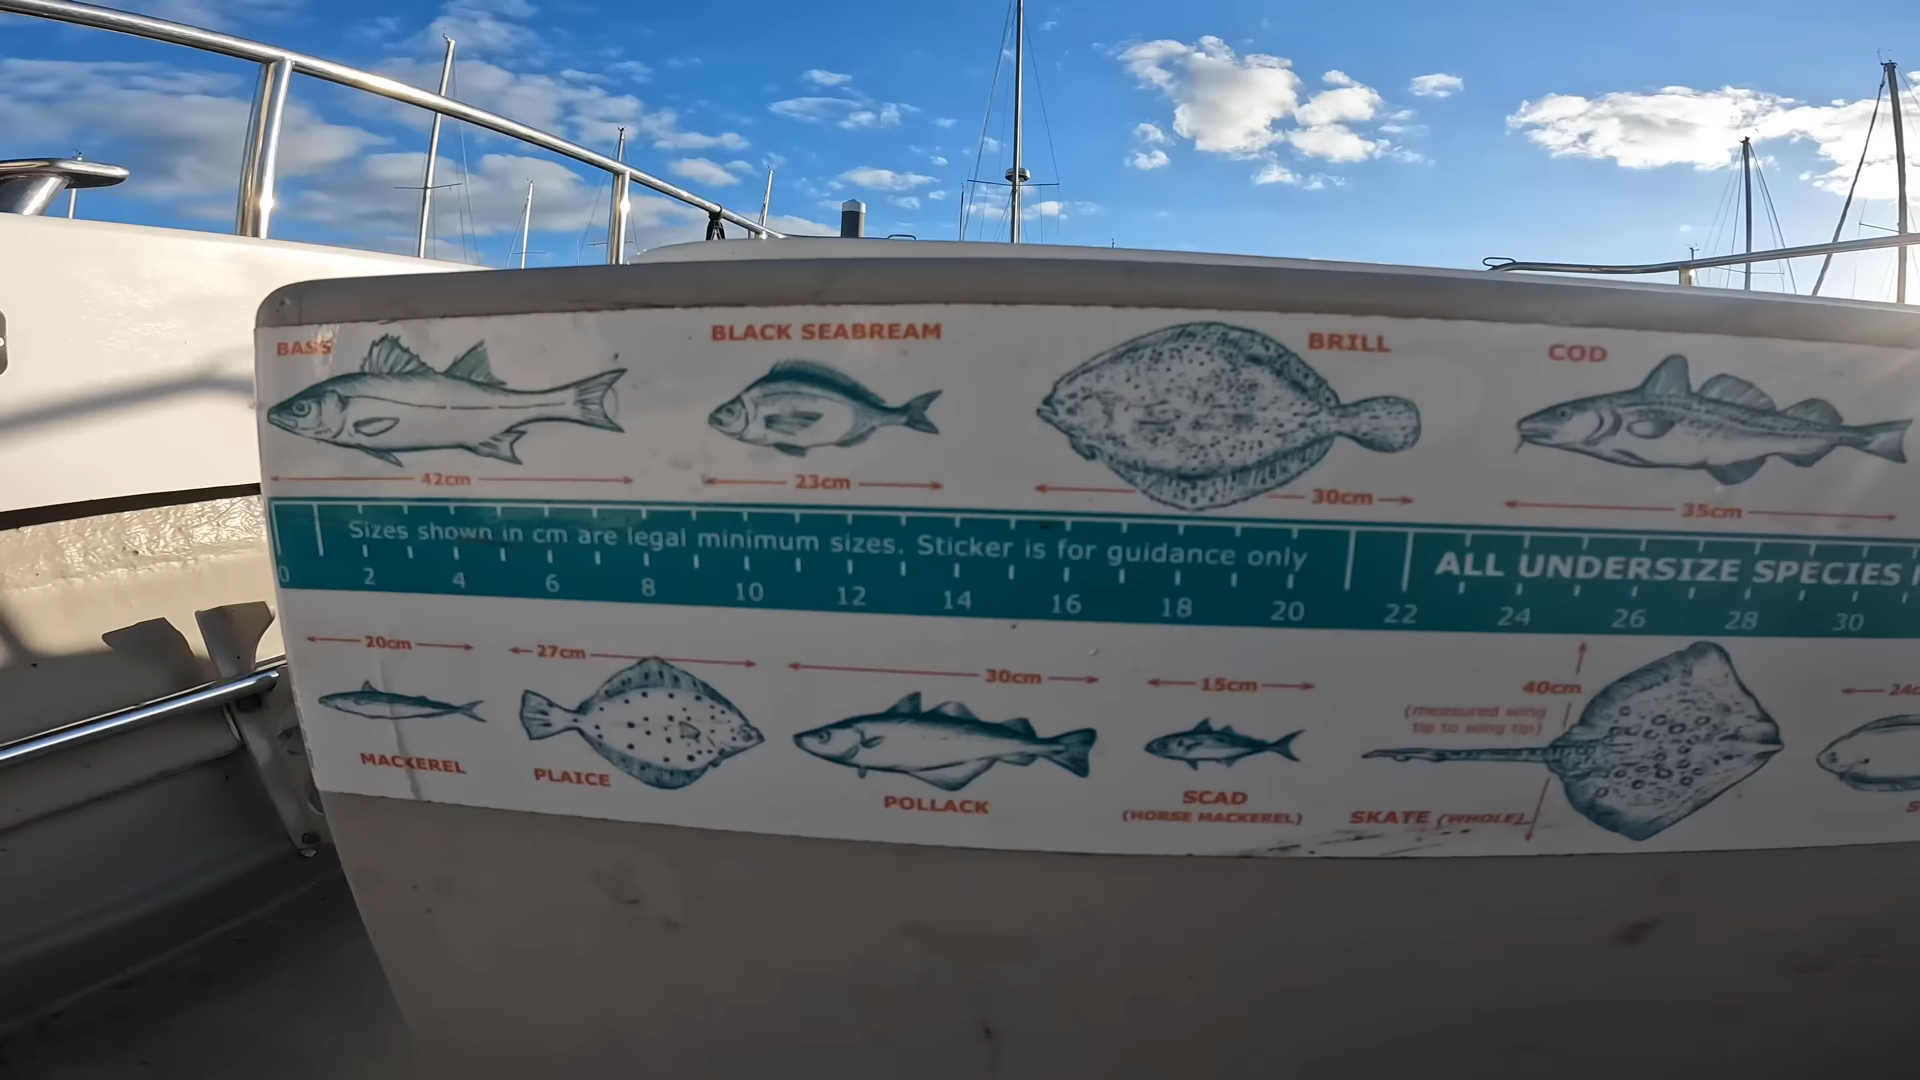 BASS
BLACK SEABREAM
BRILL
COD
42cm
23cm
30cm
35cm
Sizes shown in cm are legal minimum sizes. Sticker is for guidance only
ALL UNDERSIZE SPECIES
0 2 4 6 8 10 12 14 16 18 20 22 24 26 28 30
20cm
27cm
30cm
15cm
40cm
(measured wing
tip to wing tip)
MACKEREL
PLAICE
POLLACK
SCAD
(HORSE MACKEREL)
SKATE (WHOLE)